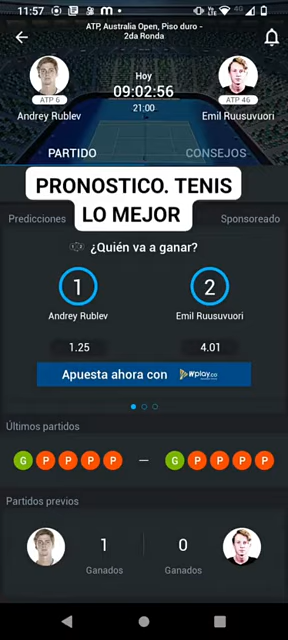 11:57
4G
ATP, Australia Open, Piso duro -
2da Ronda
Hoy
09:02:56
21:00
ATP 6
ATP 46
Andrey Rublev
Emil Ruusuvuori
PARTIDO
CONSEJOS
PRONOSTICO. TENIS
LO MEJOR
Predicciones
Sponsoreado
¿Quién va a ganar?
1
2
Andrey Rublev
Emil Ruusuvuori
1.25
4.01
Apuesta ahora con Wplay.co
Últimos partidos
G P P P P — G P P P P
Partidos previos
1
0
Ganados
Ganados